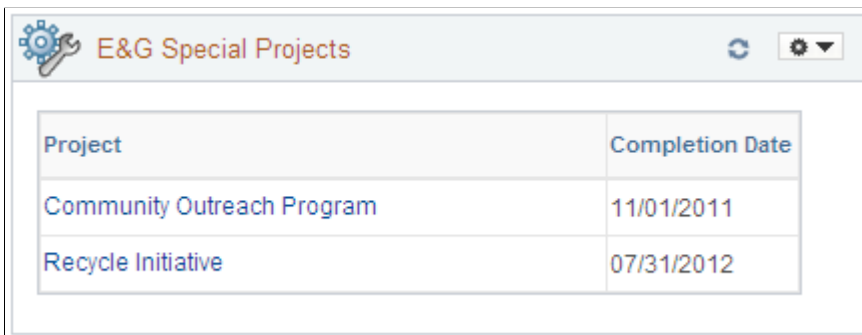 E&G Special Projects
Project Completion Date
Community Outreach Program 11/01/2011
Recycle Initiative 07/31/2012